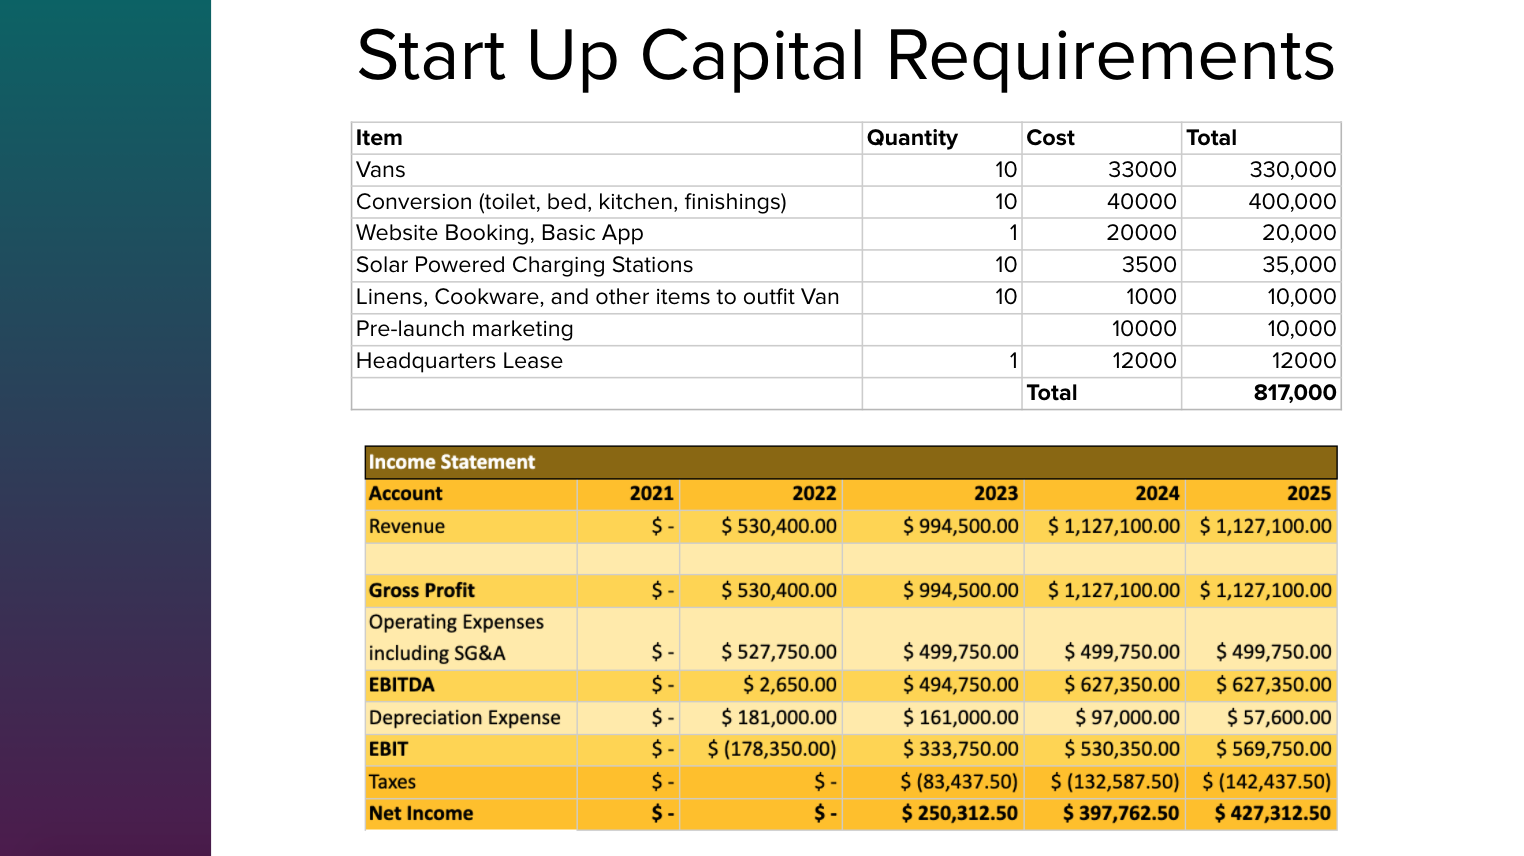 Start Up Capital Requirements
Item Quantity Cost Total
Vans 10 33000 330,000
Conversion (toilet, bed, kitchen, finishings) 10 40000 400,000
Website Booking, Basic App 1 20000 20,000
Solar Powered Charging Stations 10 3500 35,000
Linens, Cookware, and other items to outfit Van 10 1000 10,000
Pre-launch marketing 10000 10,000
Headquarters Lease 1 12000 12000
Total 817,000
Income Statement
Account 2021 2022 2023 2024 2025
Revenue $ - $ 530,400.00 $ 994,500.00 $ 1,127,100.00 $ 1,127,100.00
Gross Profit $ - $ 530,400.00 $ 994,500.00 $ 1,127,100.00 $ 1,127,100.00
Operating Expenses
including SG&A $ - $ 527,750.00 $ 499,750.00 $ 499,750.00 $ 499,750.00
EBITDA $ - $ 2,650.00 $ 494,750.00 $ 627,350.00 $ 627,350.00
Depreciation Expense $ - $ 181,000.00 $ 161,000.00 $ 97,000.00 $ 57,600.00
EBIT $ - $ (178,350.00) $ 333,750.00 $ 530,350.00 $ 569,750.00
Taxes $ - $ - $ (83,437.50) $ (132,587.50) $ (142,437.50)
Net Income $ - $ - $ 250,312.50 $ 397,762.50 $ 427,312.50